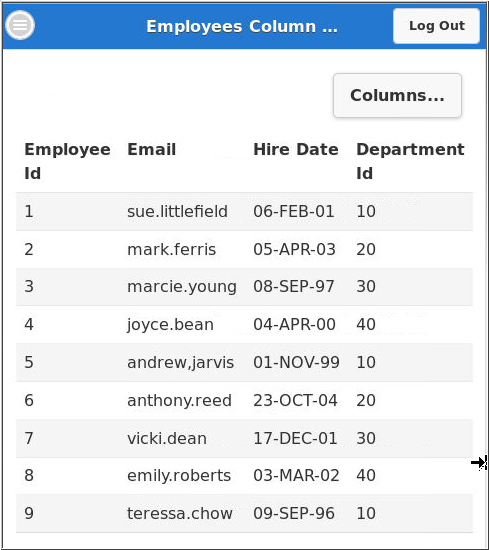 Employees Column ...
Log Out
Columns...
Employee Id Email Hire Date Department Id
1 sue.littlefield 06-FEB-01 10
2 mark.ferris 05-APR-03 20
3 marcie.young 08-SEP-97 30
4 joyce.bean 04-APR-00 40
5 andrew,jarvis 01-NOV-99 10
6 anthony.reed 23-OCT-04 20
7 vicki.dean 17-DEC-01 30
8 emily.roberts 03-MAR-02 40
9 teressa.chow 09-SEP-96 10